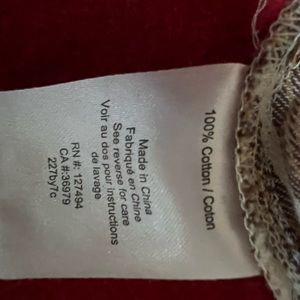 100% Cotton / Coton
Made in China
Fabriqué en Chine
See reverse for care
Voir au dos pour instructions
de lavage
RN #: 127494
CA #:36979
227by7c